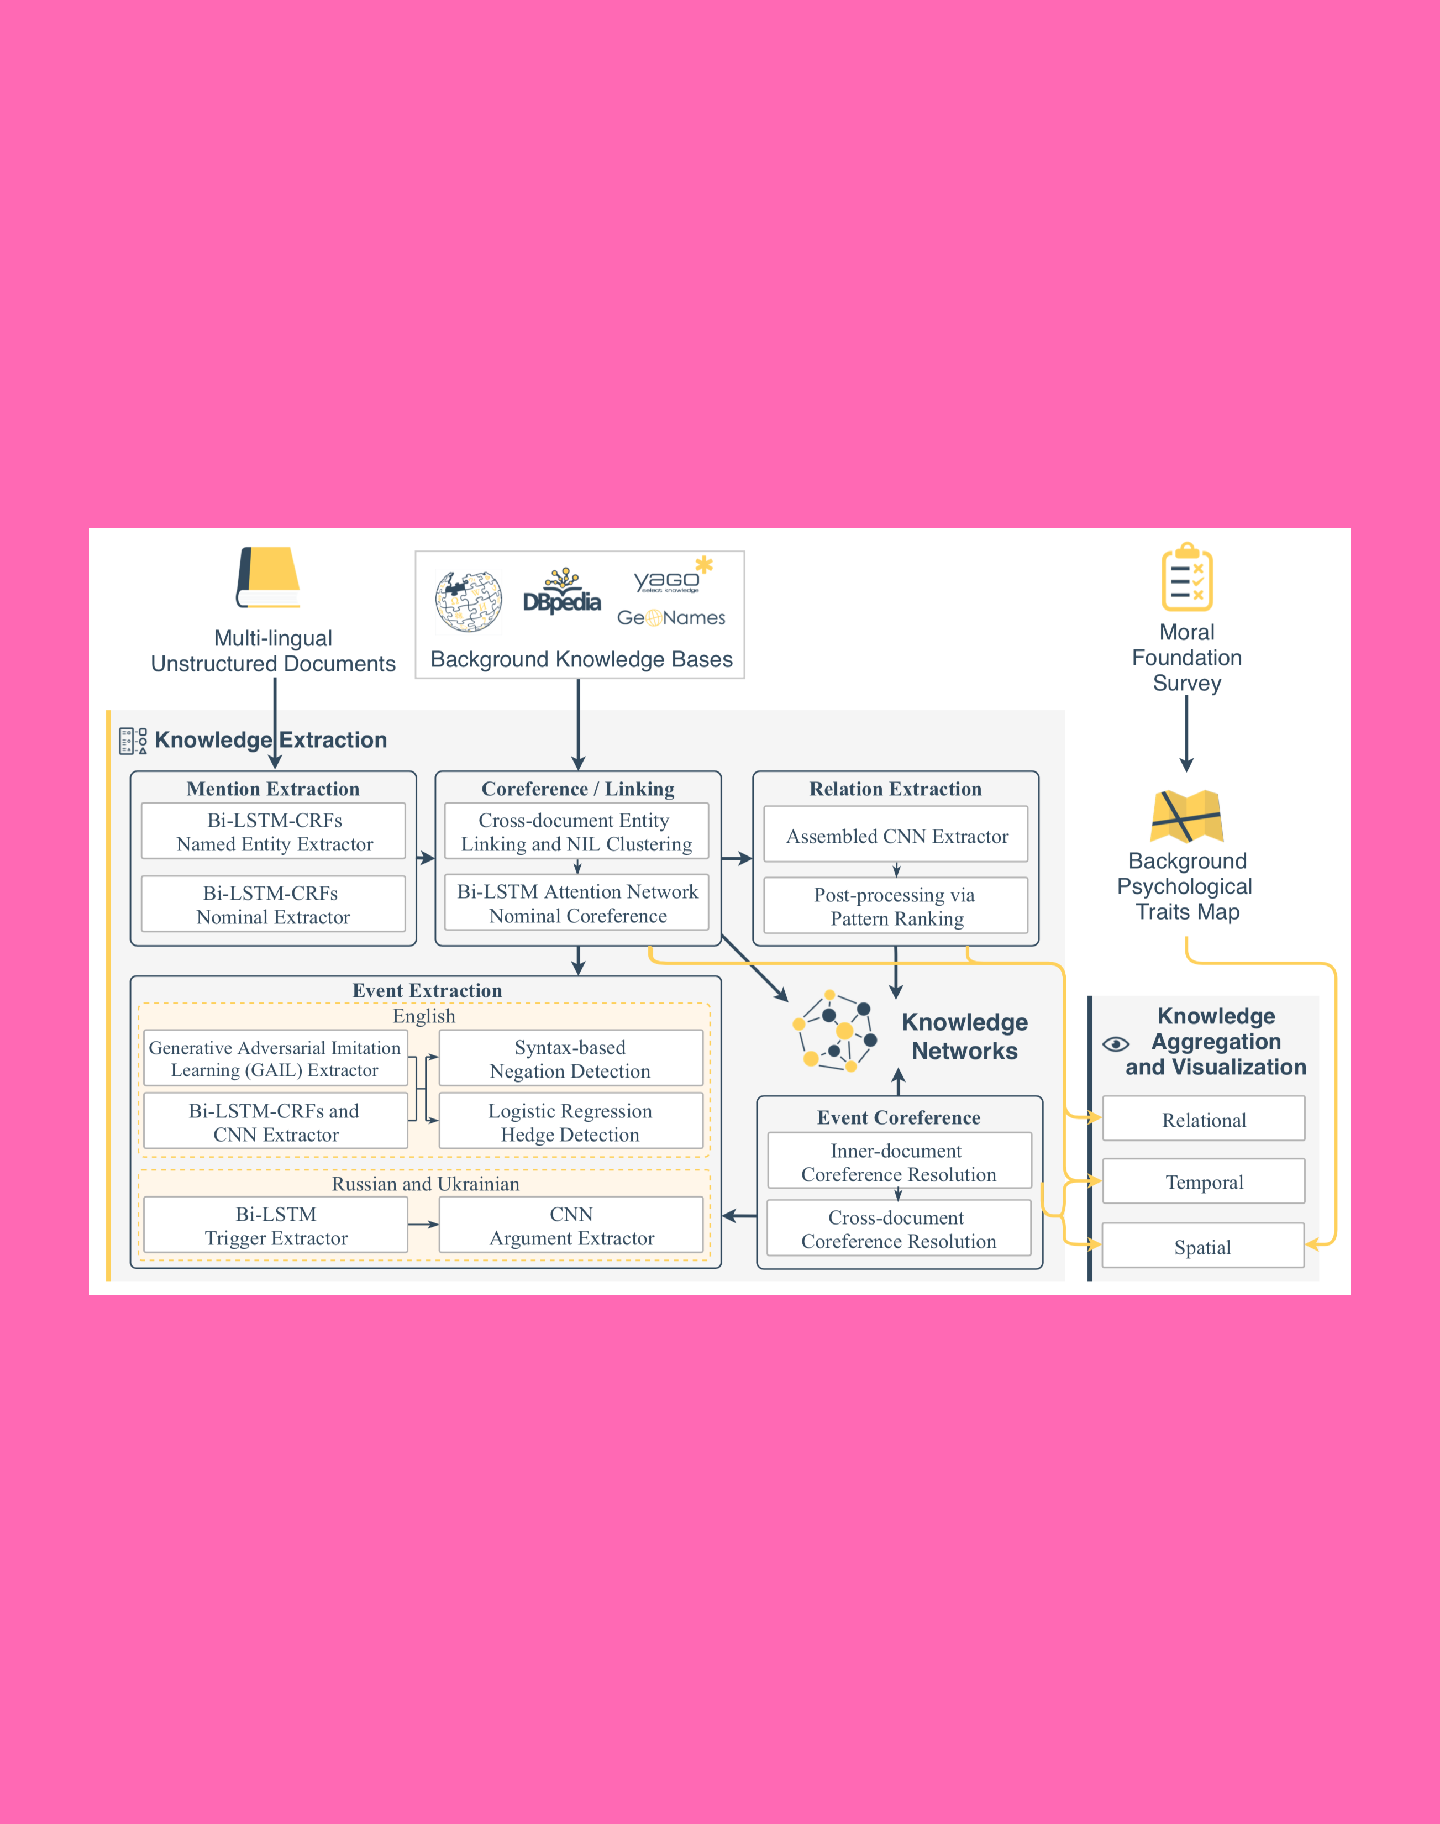 Multi-lingual
Unstructured Documents
DBpedia
yago
select knowledge
GeoNames
Background Knowledge Bases
Moral
Foundation
Survey
Background
Psychological
Traits Map
Knowledge Extraction
Mention Extraction
Bi-LSTM-CRFs
Named Entity Extractor
Bi-LSTM-CRFs
Nominal Extractor
Coreference / Linking
Cross-document Entity
Linking and NIL Clustering
Bi-LSTM Attention Network
Nominal Coreference
Relation Extraction
Assembled CNN Extractor
Post-processing via
Pattern Ranking
Event Extraction
English
Generative Adversarial Imitation
Learning (GAIL) Extractor
Syntax-based
Negation Detection
Bi-LSTM-CRFs and
CNN Extractor
Logistic Regression
Hedge Detection
Russian and Ukrainian
Bi-LSTM
Trigger Extractor
CNN
Argument Extractor
Knowledge
Networks
Event Coreference
Inner-document
Coreference Resolution
Cross-document
Coreference Resolution
Knowledge
Aggregation
and Visualization
Relational
Temporal
Spatial